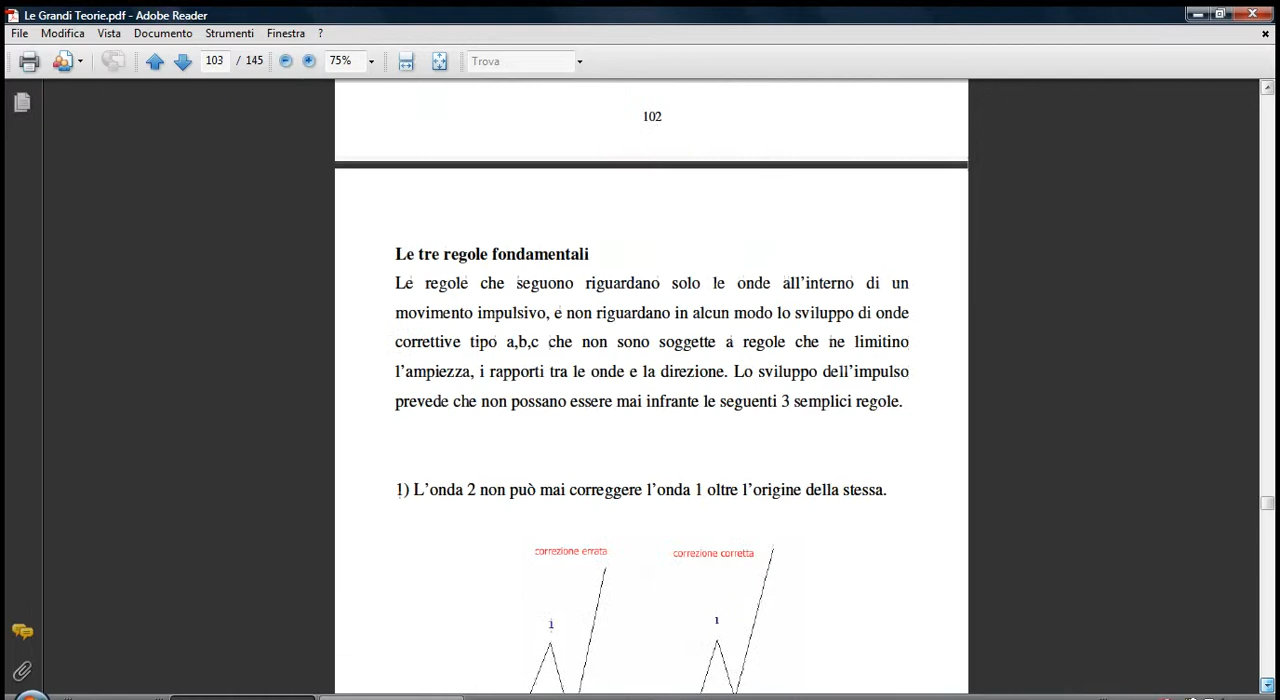 Le Grandi Teorie.pdf - Adobe Reader
File Modifica Vista Documento Strumenti Finestra ?
103 / 145 75% Trova
102
Le tre regole fondamentali
Le regole che seguono riguardano solo le onde all'interno di un
movimento impulsivo, e non riguardano in alcun modo lo sviluppo di onde
correttive tipo a,b,c che non sono soggette a regole che ne limitino
l'ampiezza, i rapporti tra le onde e la direzione. Lo sviluppo dell'impulso
prevede che non possano essere mai infrante le seguenti 3 semplici regole.
1) L'onda 2 non può mai correggere l'onda 1 oltre l'origine della stessa.
correzione errata correzione corretta
i ı